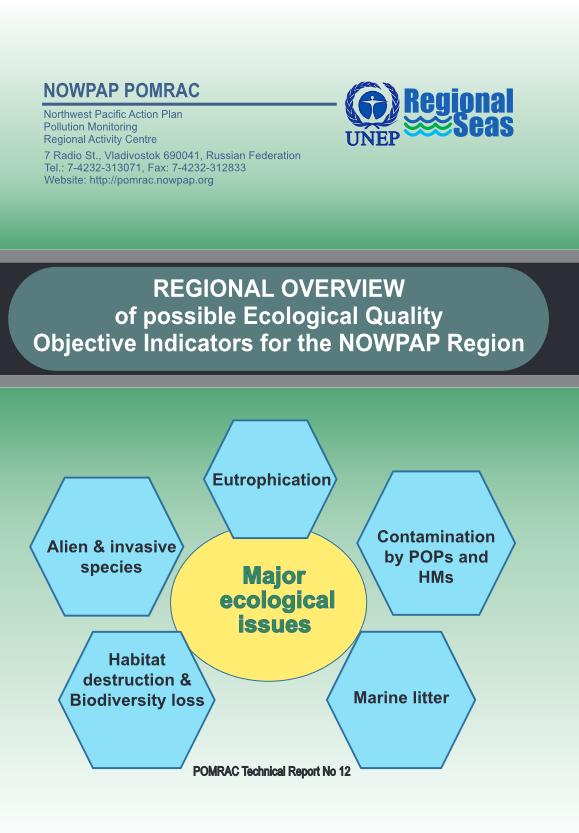 NOWPAP POMRAC
Northwest Pacific Action Plan
Pollution Monitoring
Regional Activity Centre
7 Radio St., Vladivostok 690041, Russian Federation
Tel.: 7-4232-313071, Fax: 7-4232-312833
Website: http://pomrac.nowpap.org
UNEP
Regional
Seas
REGIONAL OVERVIEW
of possible Ecological Quality
Objective Indicators for the NOWPAP Region
Eutrophication
Alien & invasive
species
Contamination
by POPs and
HMs
Major
ecological
issues
Habitat
destruction &
Biodiversity loss
Marine litter
POMRAC Technical Report No 12